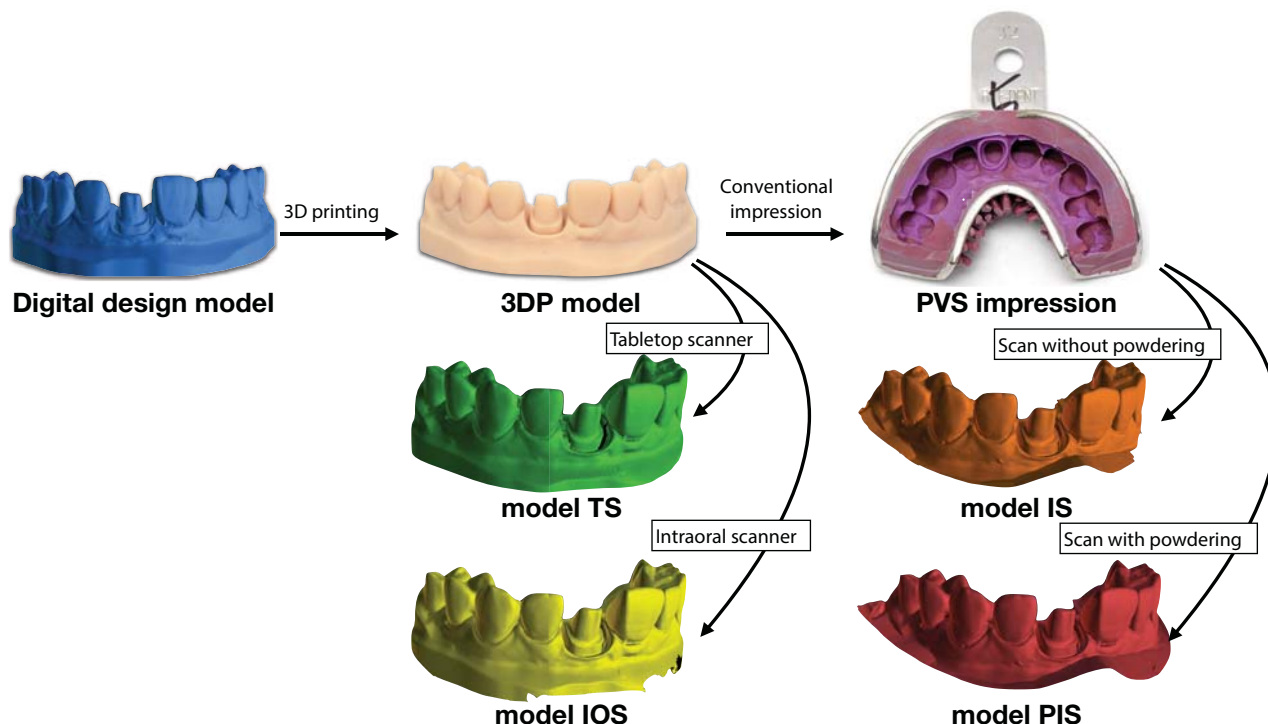 3D printing
Conventional
impression
Digital design model
3DP model
PVS impression
Tabletop scanner
Scan without powdering
model TS
model IS
Intraoral scanner
Scan with powdering
model IOS
model PIS